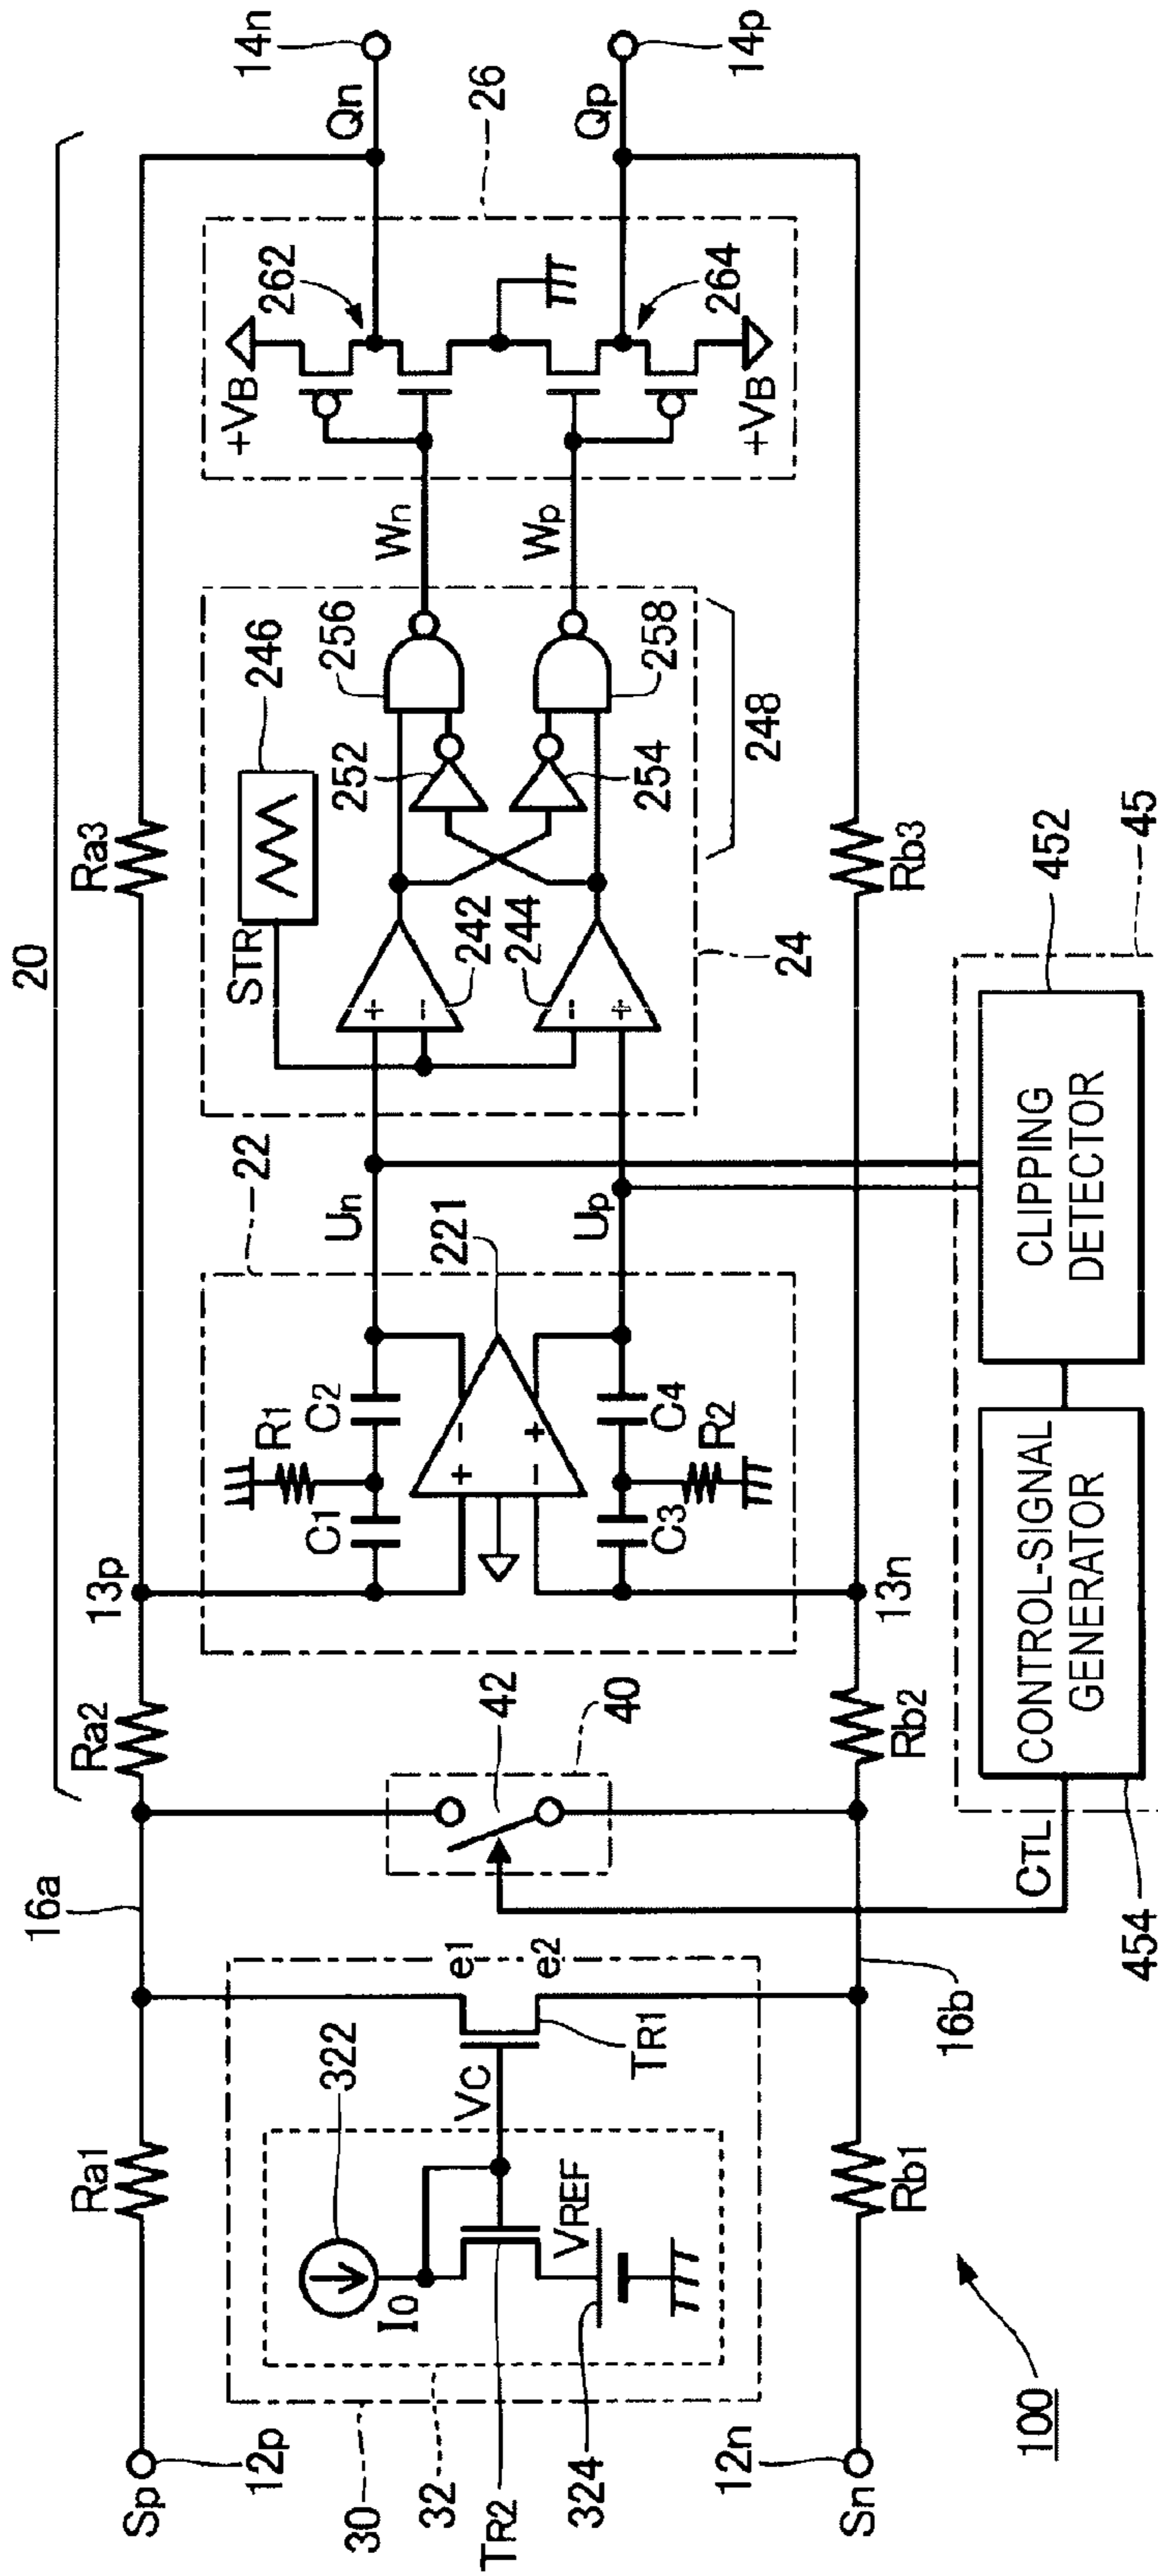 20
Sp
12p
Ra1
16a
Ra2
13p
Ra3
Qn
14n
30
32
TR2
324
322
I0
VREF
VC
e1
e2
TR1
42
40
22
C1
R1
C2
+
-
-
+
221
C3
R2
C4
Un
Up
STR
246
+
-
242
-
+
244
24
252
254
256
258
248
Wn
Wp
+VB
262
26
264
+VB
Qp
14p
Sn
12n
Rb1
16b
Rb2
13n
Rb3
CTL
454
CONTROL-SIGNAL
GENERATOR
CLIPPING
DETECTOR
452
45
100